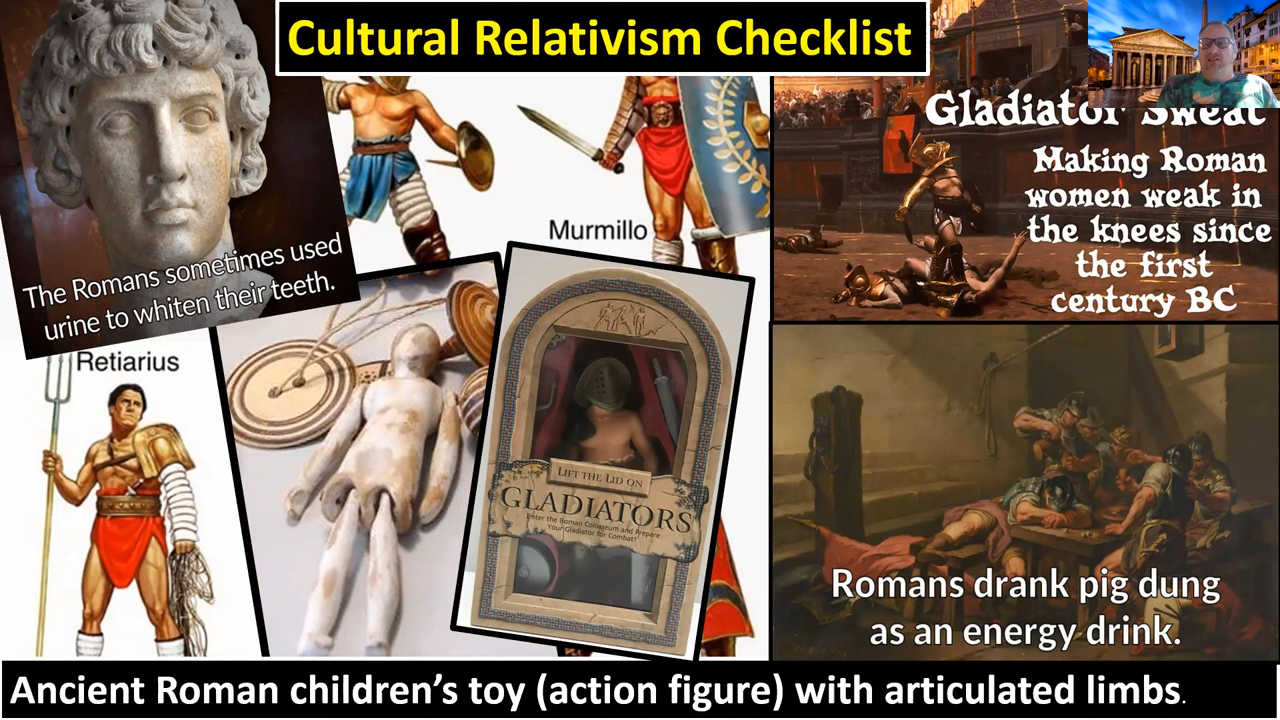 Cultural Relativism Checklist
The Romans sometimes used
urine to whiten their teeth.
Murmillo
Retiarius
LIFT THE LID ON
GLADIATORS
Enter the Roman Colosseum and Prepare
Your Gladiator for Combat!
Gladiator Sweat
Making Roman
women weak in
the knees since
the first
century BC
Romans drank pig dung
as an energy drink.
Ancient Roman children’s toy (action figure) with articulated limbs.